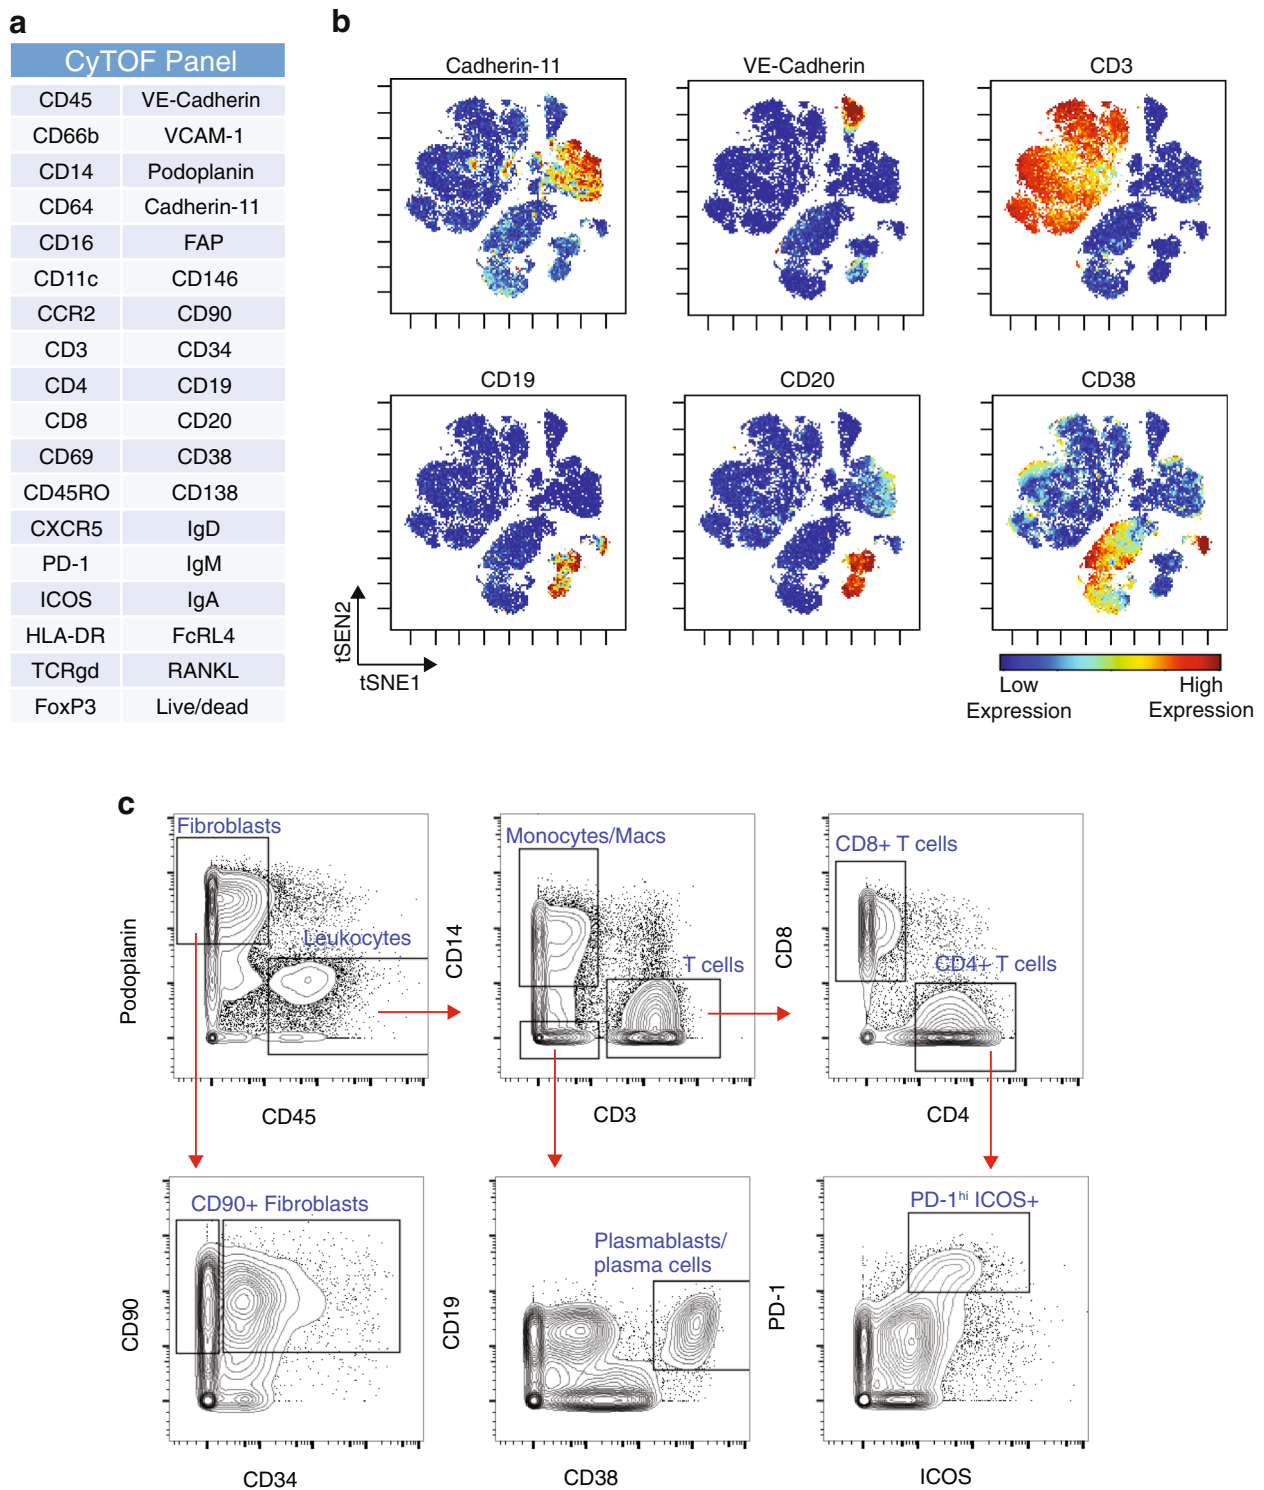 a
CyTOF Panel
CD45 VE-Cadherin
CD66b VCAM-1
CD14 Podoplanin
CD64 Cadherin-11
CD16 FAP
CD11c CD146
CCR2 CD90
CD3 CD34
CD4 CD19
CD8 CD20
CD69 CD38
CD45RO CD138
CXCR5 IgD
PD-1 IgM
ICOS IgA
HLA-DR FcRL4
TCRgd RANKL
FoxP3 Live/dead
b
Cadherin-11 VE-Cadherin CD3
CD19 CD20 CD38
tSEN2
tSNE1
Low Expression
High Expression
c
Fibroblasts
Leukocytes
Podoplanin
CD45
Monocytes/Macs
T cells
CD14
CD3
CD8+ T cells
CD4+ T cells
CD8
CD4
CD90+ Fibroblasts
CD90
CD34
Plasmablasts/
plasma cells
CD19
CD38
PD-1hi ICOS+
PD-1
ICOS